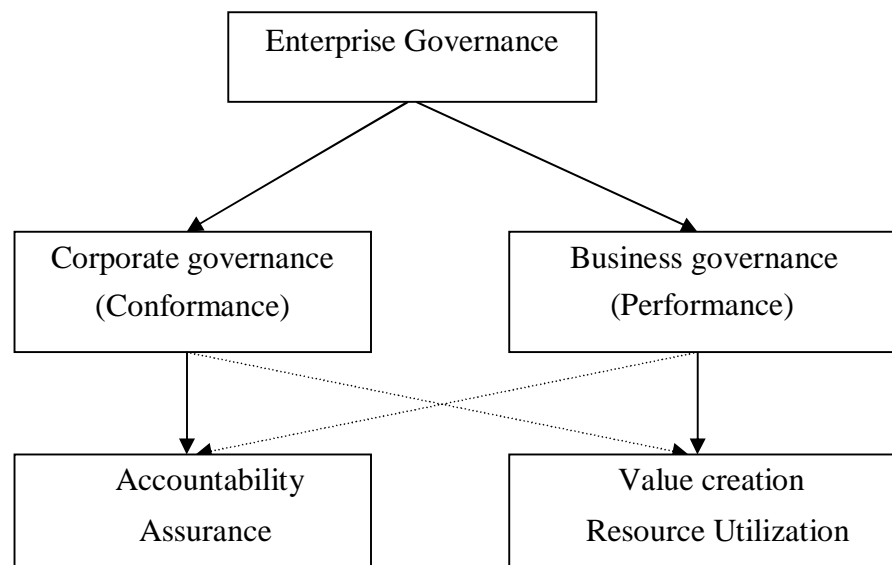 Enterprise Governance
Corporate governance
(Conformance)
Business governance
(Performance)
Accountability
Assurance
Value creation
Resource Utilization